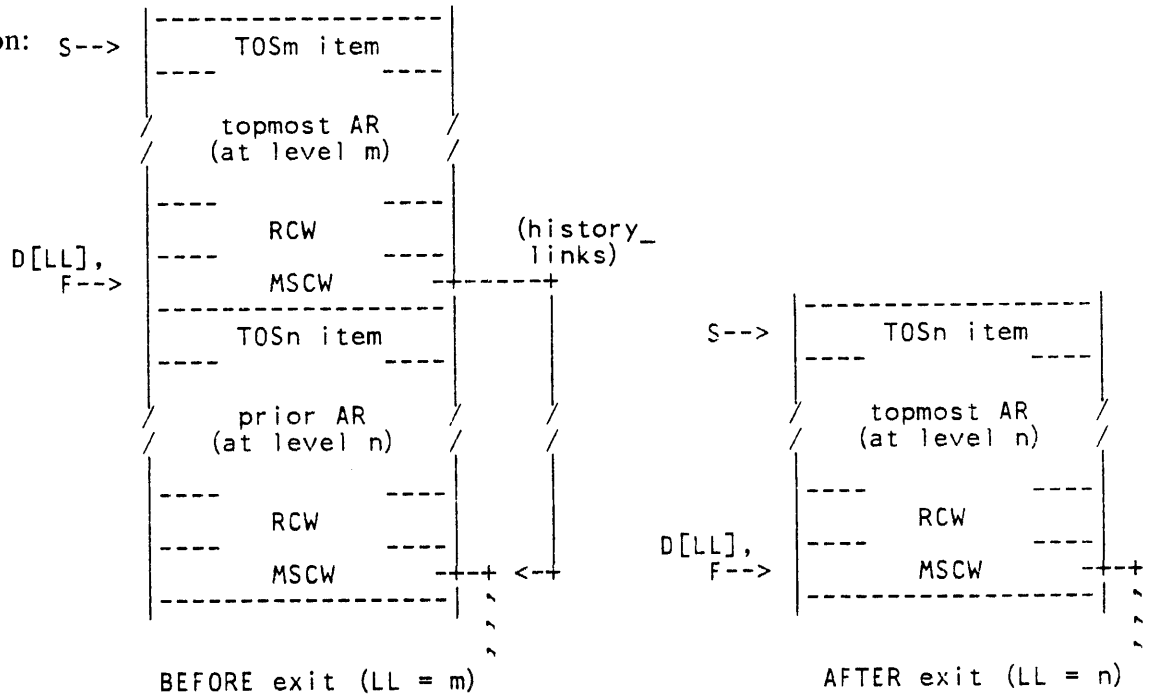 on: S--> TOSm item
topmost AR
(at level m)
RCW
(history_
links)
D[LL],
F--> MSCW
TOSn item
prior AR
(at level n)
RCW
MSCW
BEFORE exit (LL = m)
S--> TOSn item
topmost AR
(at level n)
RCW
D[LL],
F--> MSCW
AFTER exit (LL = n)